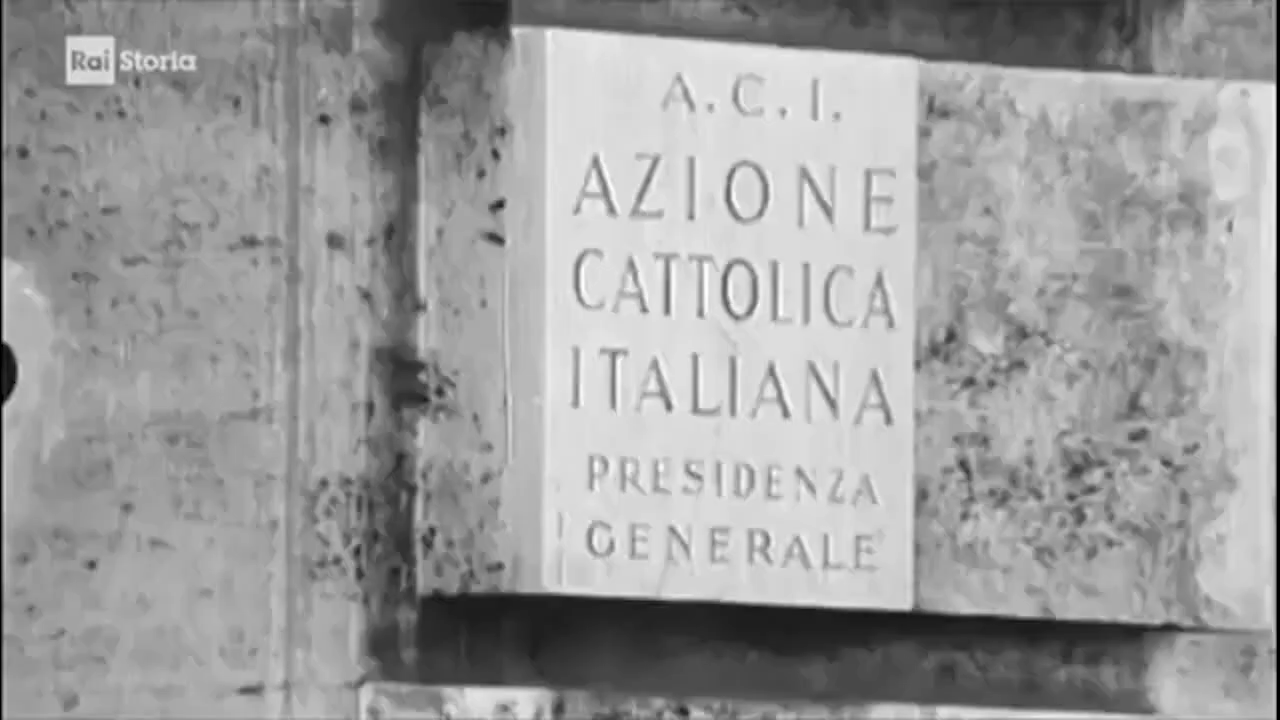 Rai Storia
A.C.I.
AZIONE
CATTOLICA
ITALIANA
PRESIDENZA
GENERALE